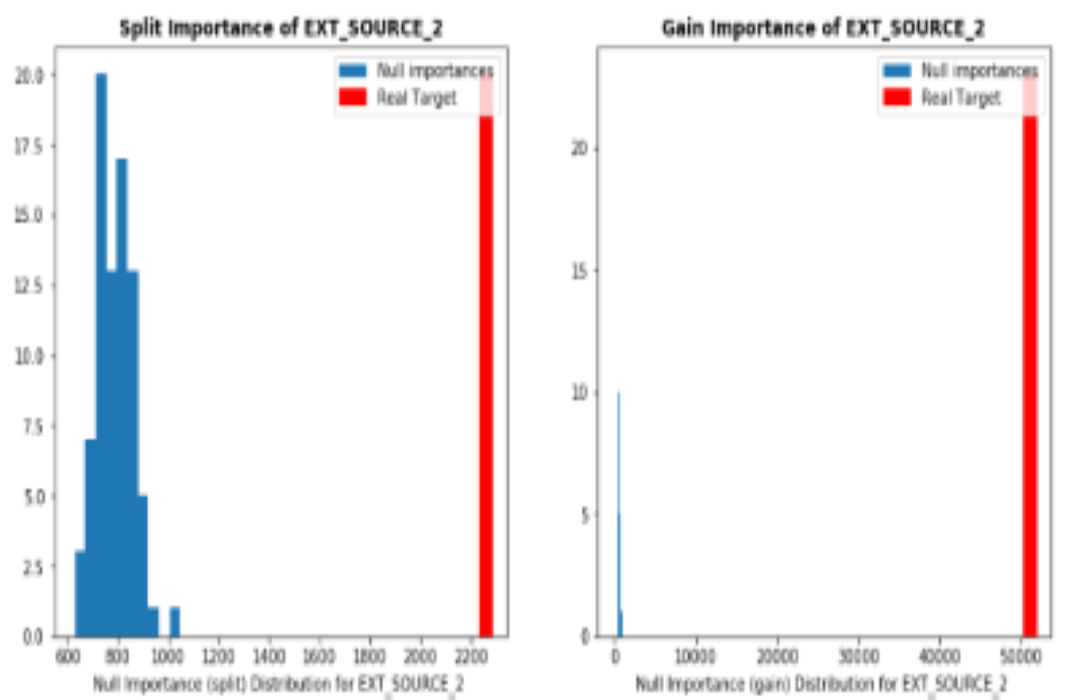 Split Importance of EXT_SOURCE_2
Null importances
Real Target
20.0
17.5
15.0
12.5
10.0
7.5
5.0
2.5
0.0
600 800 1000 1200 1400 1600 1800 2000 2200
Null Importance (split) Distribution for EXT_SOURCE_2
Gain Importance of EXT_SOURCE_2
Null importances
Real Target
20
15
10
5
0
0 10000 20000 30000 40000 50000
Null Importance (gain) Distribution for EXT_SOURCE_2